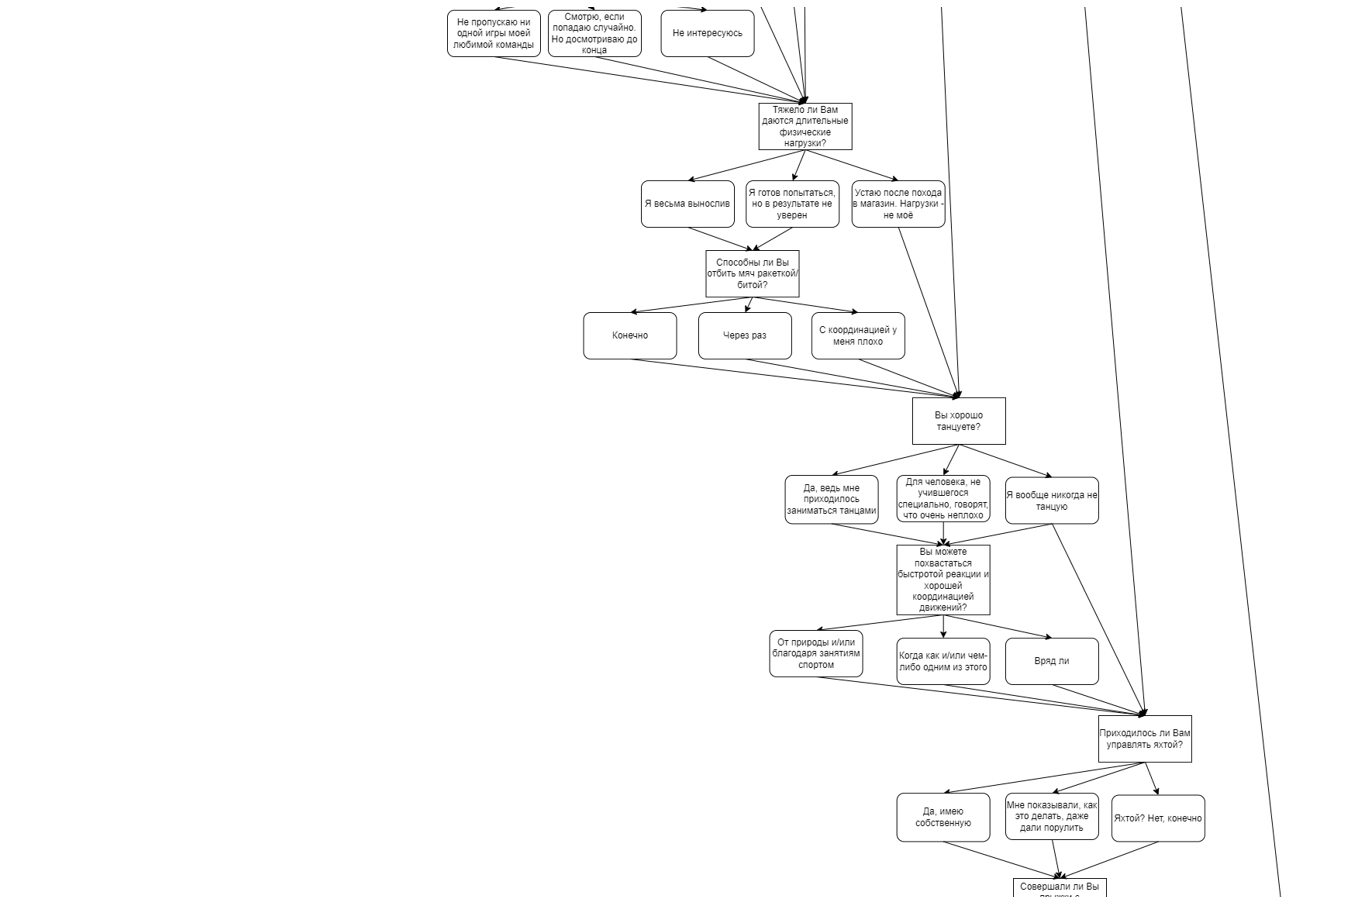 Не пропускаю ни
одной игры моей
любимой команды
Смотрю, если
попадаю случайно.
Но досмотриваю до
конца
Не интересуюсь
Тяжело ли Вам
даются длительные
физические
нагрузки?
Я весьма вынослив
Я готов попытаться,
но в результате не
уверен
Устаю после похода
в магазин. Нагрузки -
не моё
Способны ли Вы
отбить мяч ракеткой/
битой?
Конечно
Через раз
С координацией у
меня плохо
Вы хорошо
танцуете?
Да, ведь мне
приходилось
заниматься танцами
Для человека, не
учившегося
специально, говорят,
что очень неплохо
Я вообще никогда не
танцую
Вы можете
похвастаться
быстротой реакции и
хорошей
координацией
движений?
От природы и/или
благодаря занятиям
спортом
Когда как и/или чем-
либо одним из этого
Вряд ли
Приходилось ли Вам
управлять яхтой?
Да, имею
собственную
Мне показывали, как
это делать, даже
дали порулить
Яхтой? Нет, конечно
Совершали ли Вы